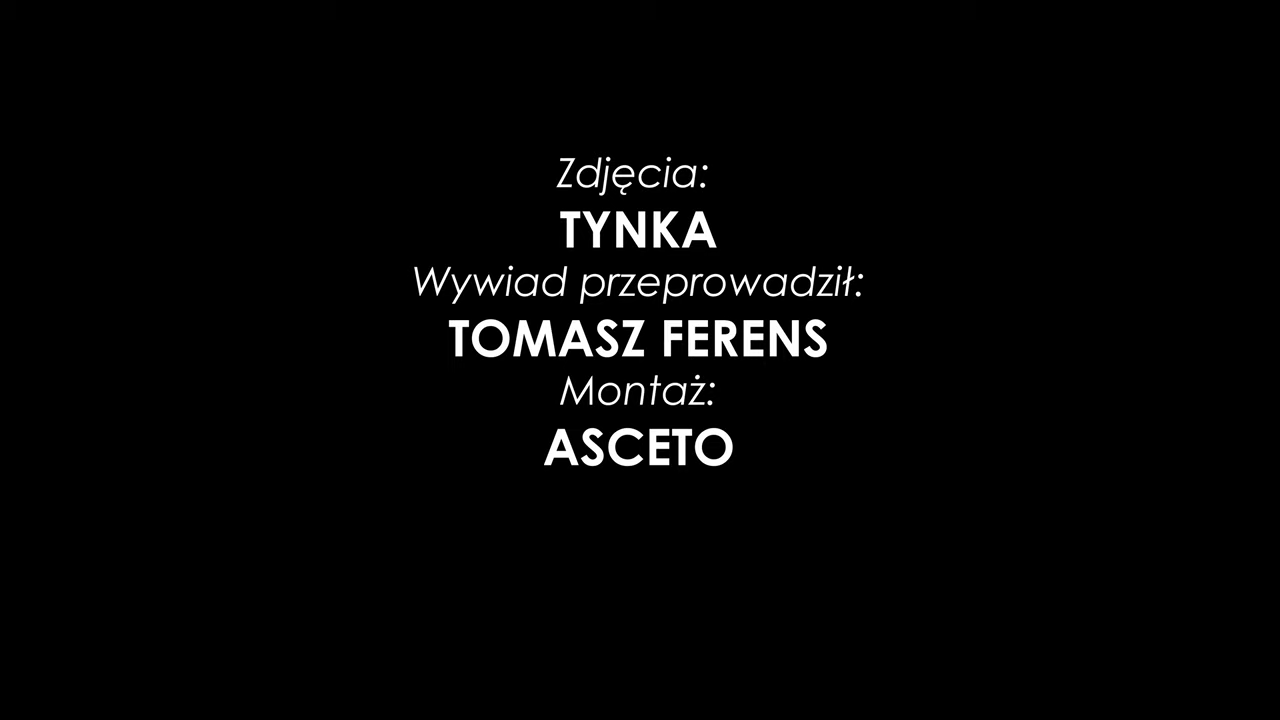 Zdjęcia:
TYNKA
Wywiad przeprowadził:
TOMASZ FERENS
Montaż:
ASCETO